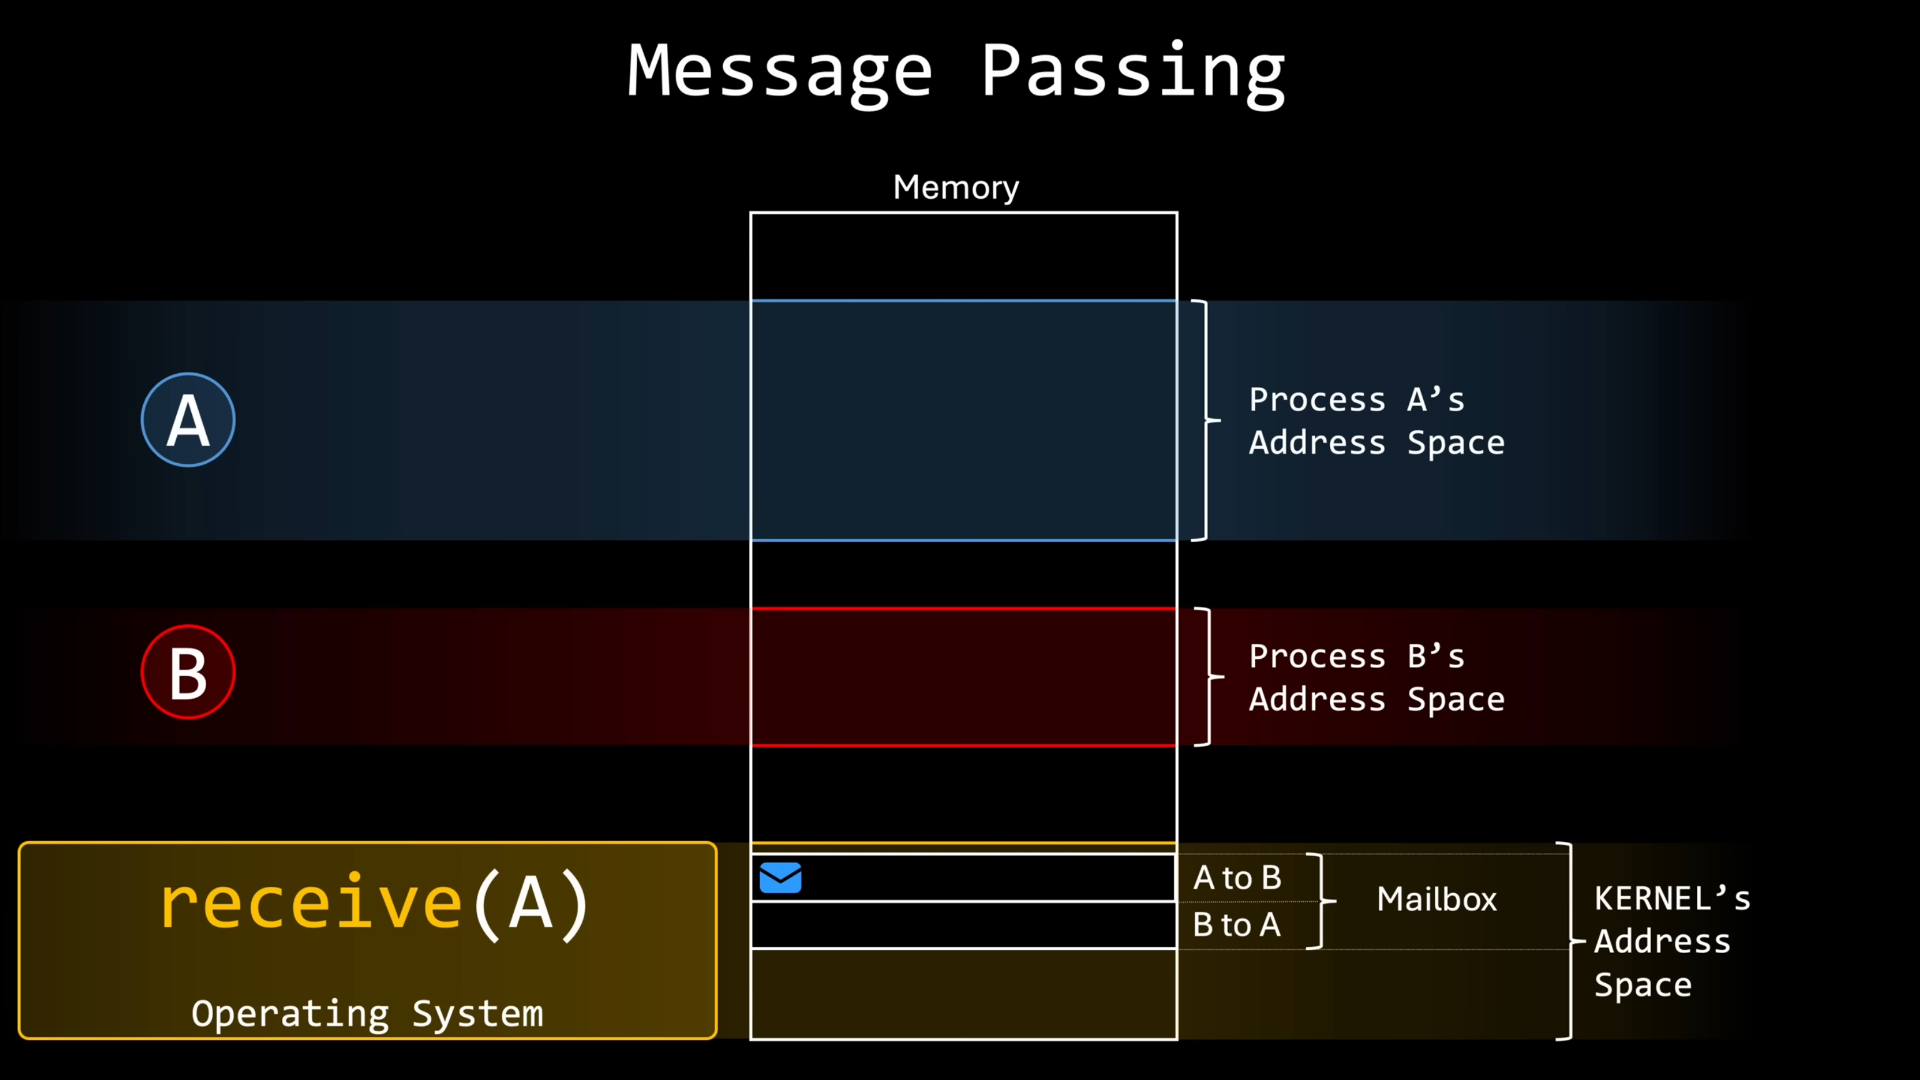 Message Passing
Memory
A
Process A’s
Address Space
B
Process B’s
Address Space
receive(A)
Operating System
A to B
B to A
Mailbox
KERNEL’s
Address
Space